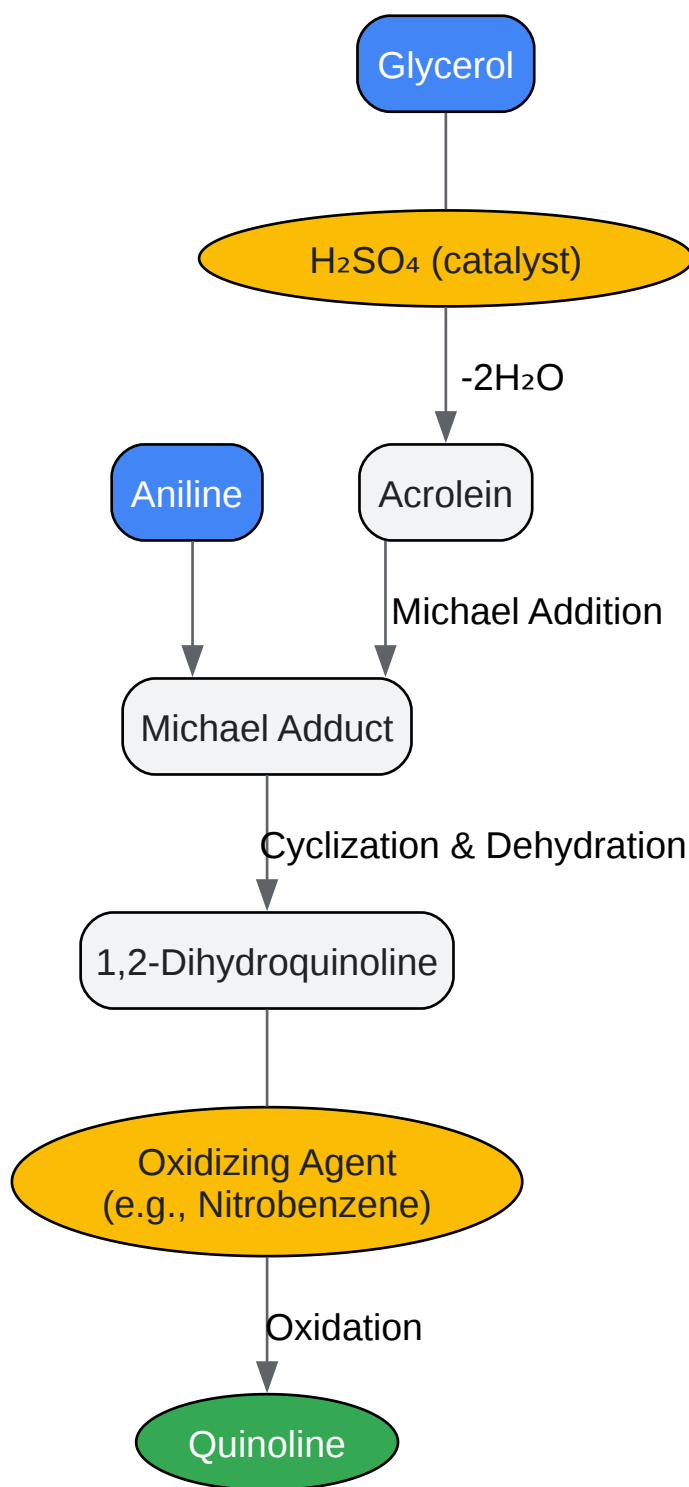 Glycerol
H₂SO₄ (catalyst)
-2H₂O
Aniline
Acrolein
Michael Addition
Michael Adduct
Cyclization & Dehydration
1,2-Dihydroquinoline
Oxidizing Agent
(e.g., Nitrobenzene)
Oxidation
Quinoline